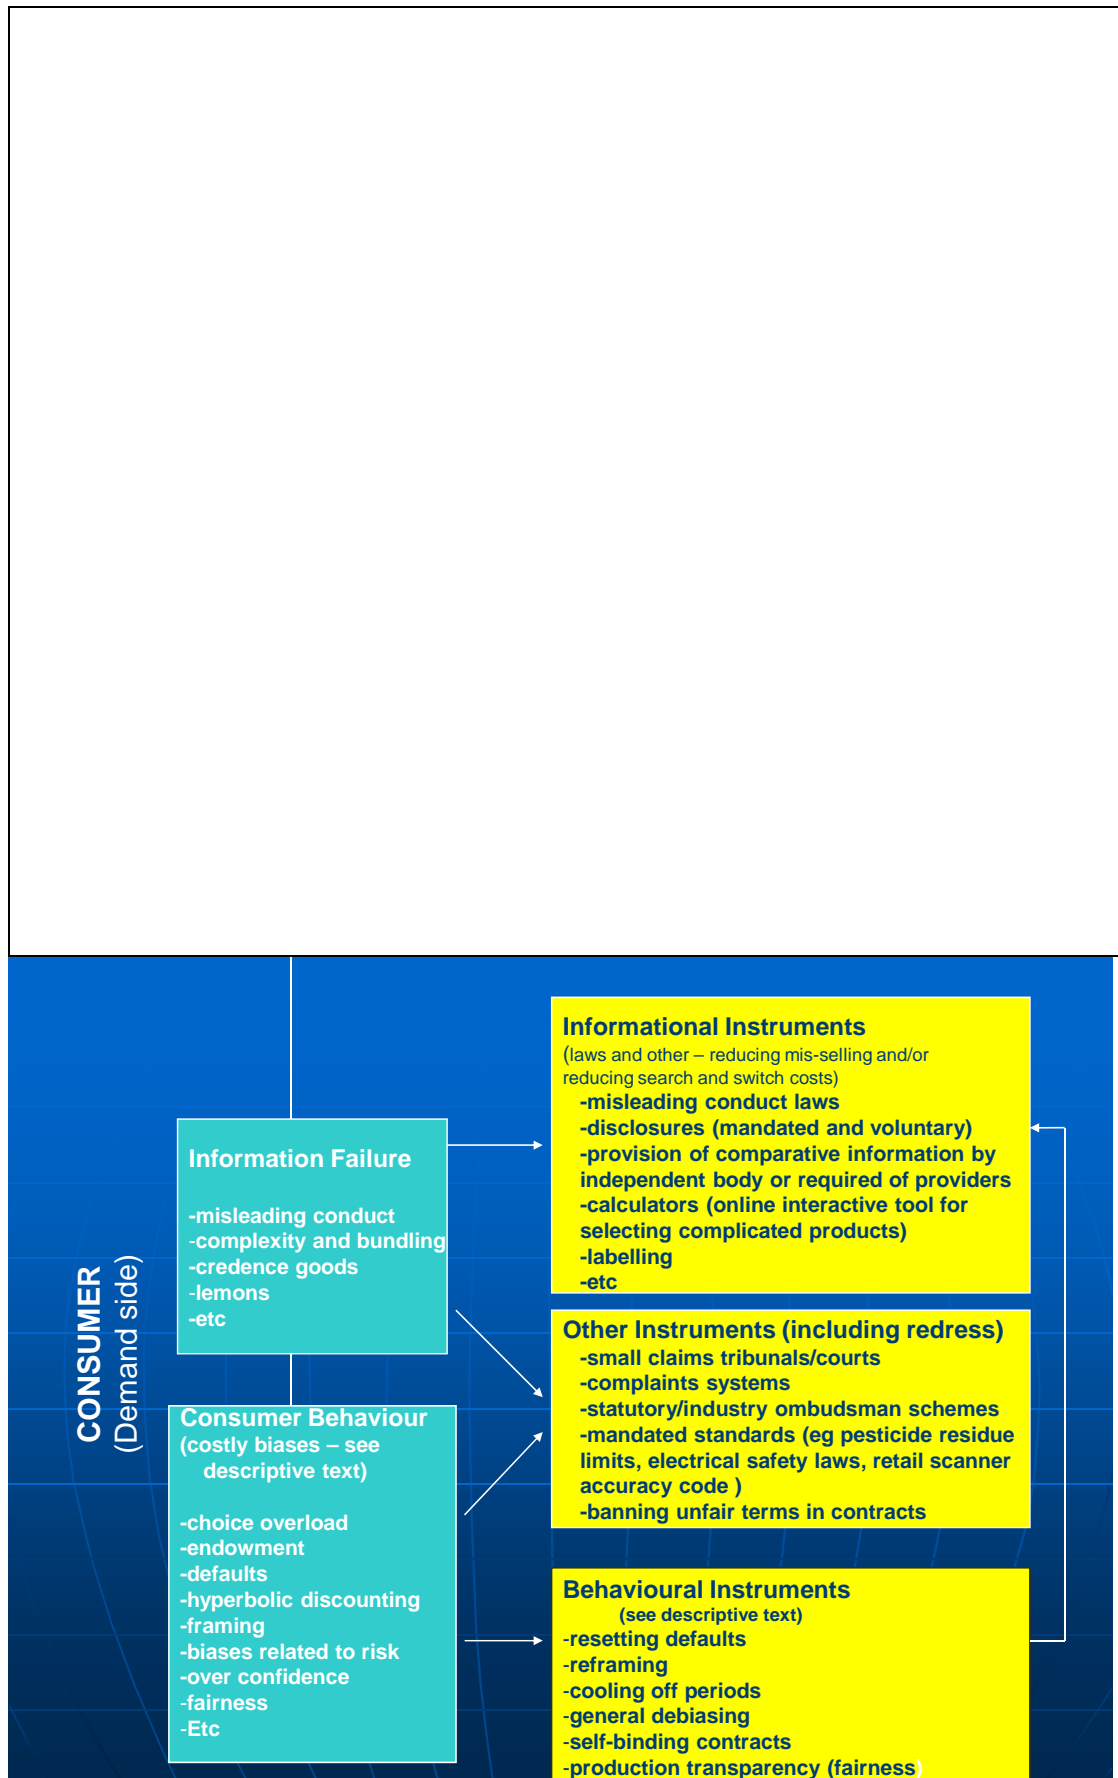 CONSUMER
(Demand side)
Information Failure
-misleading conduct
-complexity and bundling
-credence goods
-lemons
-etc
Consumer Behaviour
(costly biases – see
descriptive text)
-choice overload
-endowment
-defaults
-hyperbolic discounting
-framing
-biases related to risk
-over confidence
-fairness
-Etc
Informational Instruments
(laws and other – reducing mis-selling and/or
reducing search and switch costs)
-misleading conduct laws
-disclosures (mandated and voluntary)
-provision of comparative information by
independent body or required of providers
-calculators (online interactive tool for
selecting complicated products)
-labelling
-etc
Other Instruments (including redress)
-small claims tribunals/courts
-complaints systems
-statutory/industry ombudsman schemes
-mandated standards (eg pesticide residue
limits, electrical safety laws, retail scanner
accuracy code )
-banning unfair terms in contracts
Behavioural Instruments
(see descriptive text)
-resetting defaults
-reframing
-cooling off periods
-general debiasing
-self-binding contracts
-production transparency (fairness)